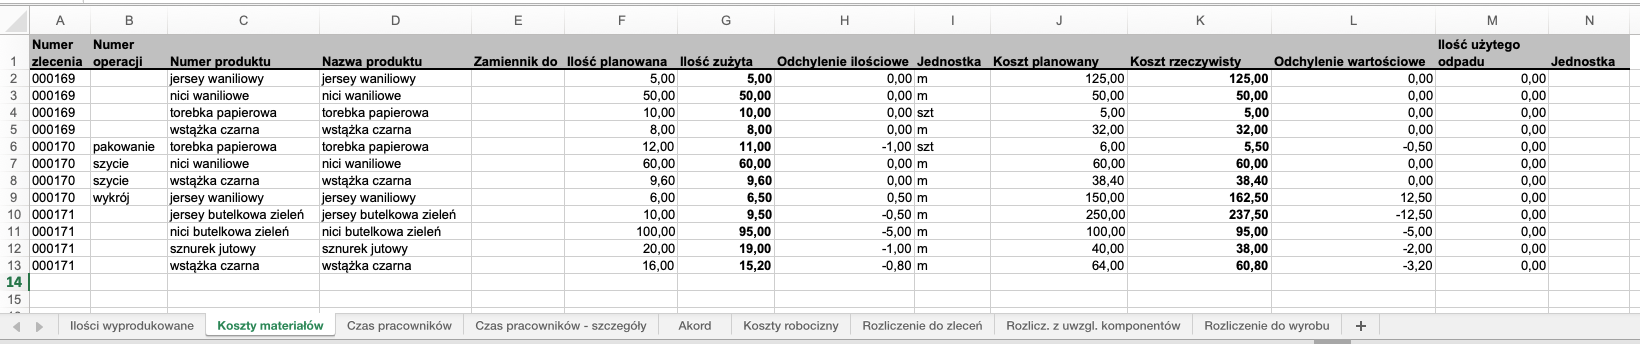 A B C D E F G H I J K L M N
1 Numer zlecenia Numer operacji Numer produktu Nazwa produktu Zamiennik do Ilość planowana Ilość zużyta Odchylenie ilościowe Jednostka Koszt planowany Koszt rzeczywisty Odchylenie wartościowe Ilość użytego odpadu Jednostka
2 000169 jersey waniliowy jersey waniliowy 5,00 5,00 0,00 m 125,00 125,00 0,00 0,00
3 000169 nici waniliowe nici waniliowe 50,00 50,00 0,00 m 50,00 50,00 0,00 0,00
4 000169 torebka papierowa torebka papierowa 10,00 10,00 0,00 szt 5,00 5,00 0,00 0,00
5 000169 wstążka czarna wstążka czarna 8,00 8,00 0,00 m 32,00 32,00 0,00 0,00
6 000170 pakowanie torebka papierowa torebka papierowa 12,00 11,00 -1,00 szt 6,00 5,50 -0,50 0,00
7 000170 szycie nici waniliowe nici waniliowe 60,00 60,00 0,00 m 60,00 60,00 0,00 0,00
8 000170 szycie wstążka czarna wstążka czarna 9,60 9,60 0,00 m 38,40 38,40 0,00 0,00
9 000170 wykrój jersey waniliowy jersey waniliowy 6,00 6,50 0,50 m 150,00 162,50 12,50 0,00
10 000171 jersey butelkowa zieleń jersey butelkowa zieleń 10,00 9,50 -0,50 m 250,00 237,50 -12,50 0,00
11 000171 nici butelkowa zieleń nici butelkowa zieleń 100,00 95,00 -5,00 m 100,00 95,00 -5,00 0,00
12 000171 sznurek jutowy sznurek jutowy 20,00 19,00 -1,00 m 40,00 38,00 -2,00 0,00
13 000171 wstążka czarna wstążka czarna 16,00 15,20 -0,80 m 64,00 60,80 -3,20 0,00
14
15
Ilości wyprodukowane Koszty materiałów Czas pracowników Czas pracowników - szczegóły Akord Koszty robocizny Rozliczenie do zleceń Rozlicz. z uwzgl. komponentów Rozliczenie do wyrobu +